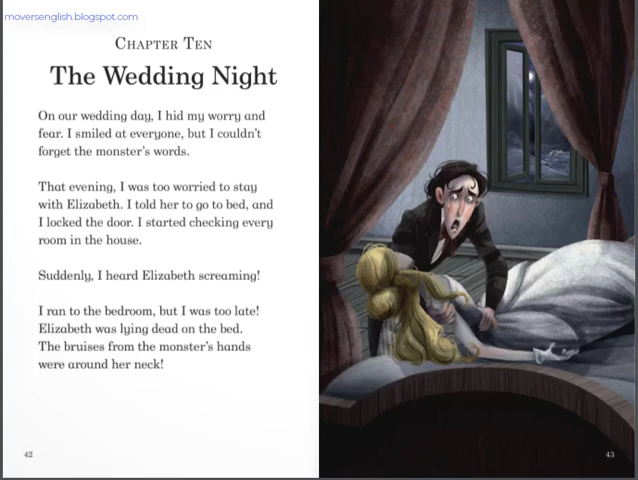 moversenglish.blogspot.com
Chapter Ten
The Wedding Night
On our wedding day, I hid my worry and
fear. I smiled at everyone, but I couldn't
forget the monster's words.
That evening, I was too worried to stay
with Elizabeth. I told her to go to bed, and
I locked the door. I started checking every
room in the house.
Suddenly, I heard Elizabeth screaming!
I ran to the bedroom, but I was too late!
Elizabeth was lying dead on the bed.
The bruises from the monster's hands
were around her neck!
42
43